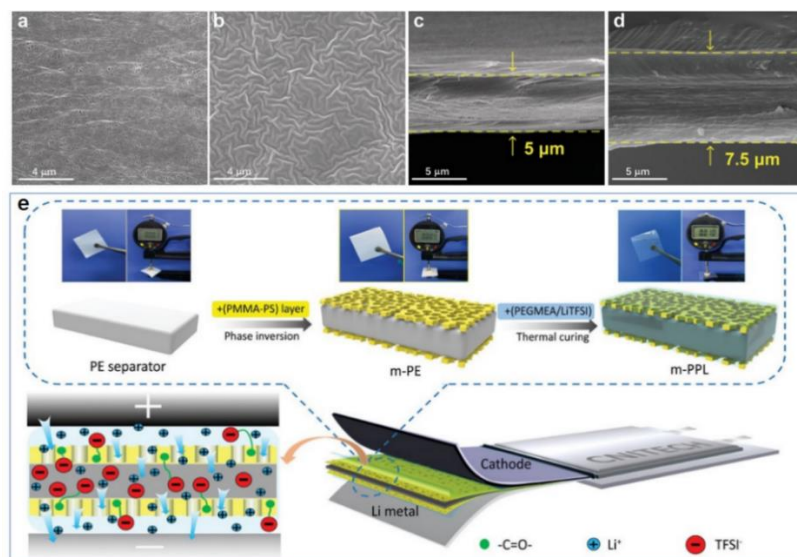 a
b
c
d
4 μm
4 μm
5 μm
5 μm
5 μm
7.5 μm
e
+(PMMA-PS) layer
Phase inversion
+(PEGMEA/LiTFSI)
Thermal curing
PE separator
m-PE
m-PPL
+
Cathode
CNNTECH
Li metal
−
-C=O-
Li⁺
TFSI⁻